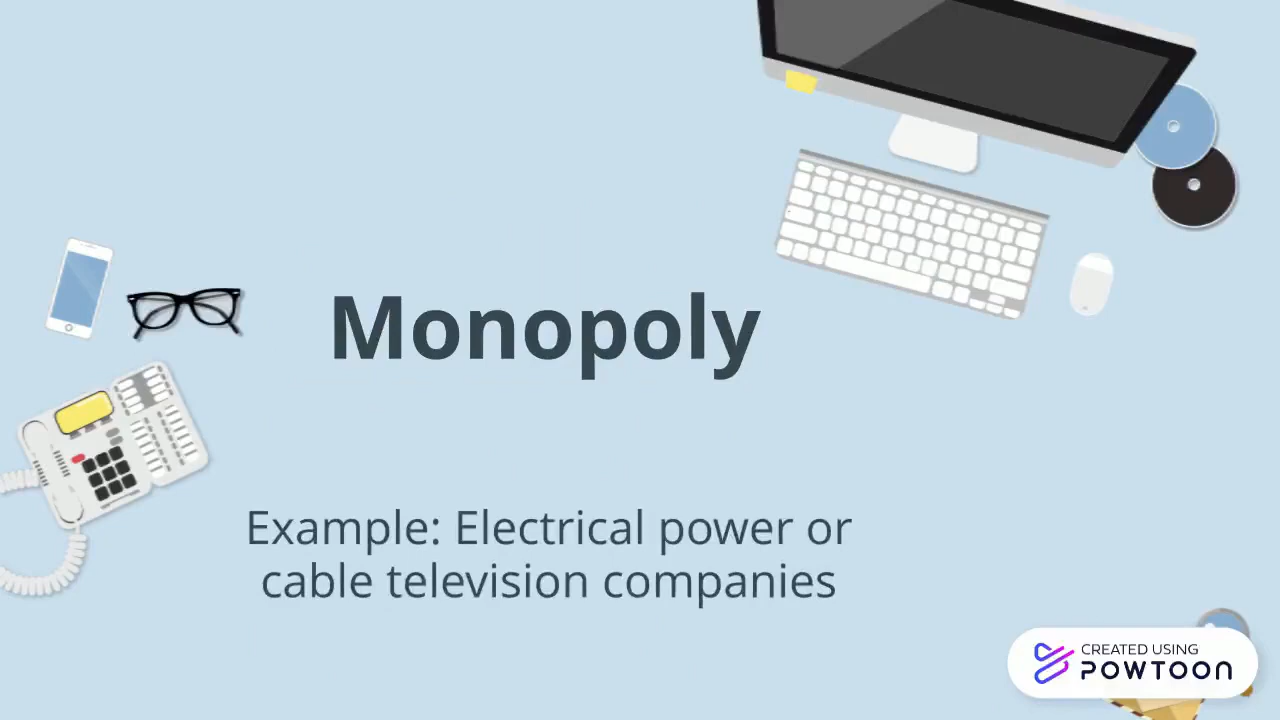 Monopoly
Example: Electrical power or
cable television companies
CREATED USING
POWTOON